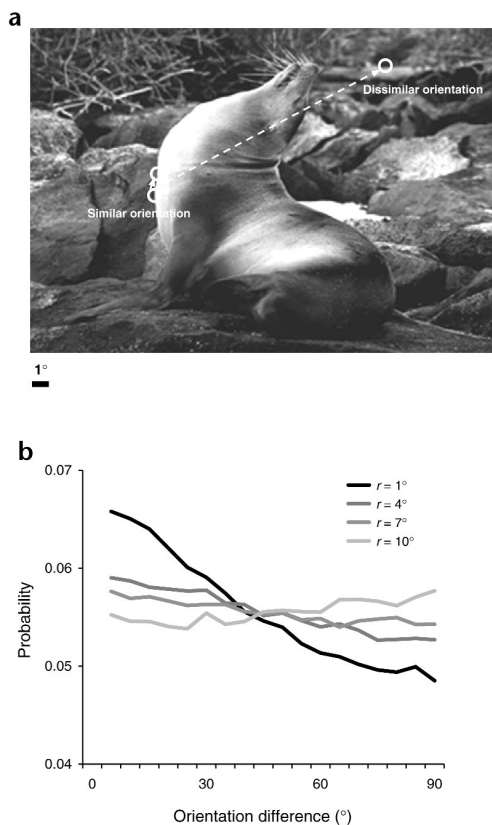 a
Dissimilar orientation
Similar orientation
1°
b
0.07
r = 1°
r = 4°
r = 7°
r = 10°
0.06
Probability
0.05
0.04
0 30 60 90
Orientation difference (°)